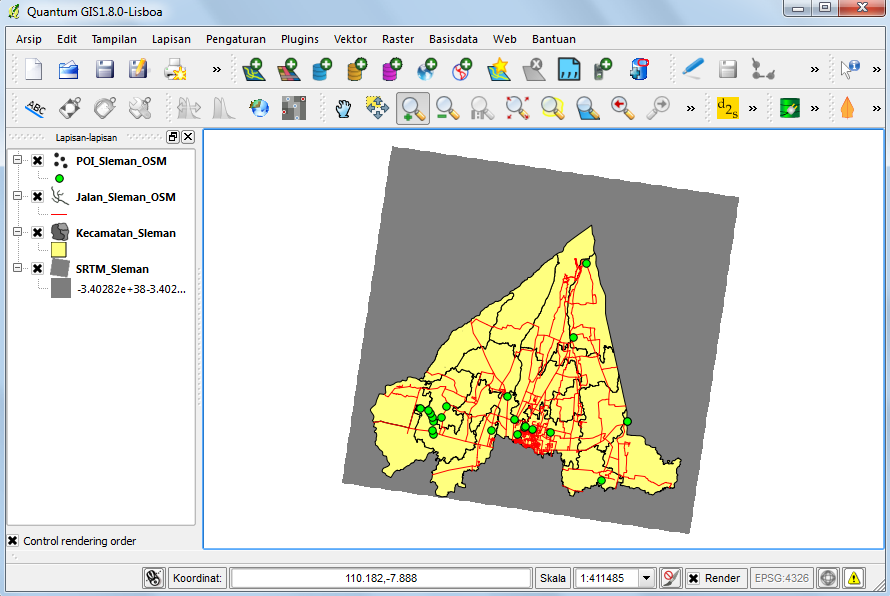 Quantum GIS1.8.0-Lisboa
Arsip Edit Tampilan Lapisan Pengaturan Plugins Vektor Raster Basisdata Web Bantuan
»
»
»
»
ABC
»
d2s
»
»
»
Lapisan-lapisan
POI_Sleman_OSM
Jalan_Sleman_OSM
Kecamatan_Sleman
SRTM_Sleman
-3.40282e+38-3.402...
Control rendering order
Koordinat: 110.182,-7.888 Skala 1:411485 Render EPSG:4326